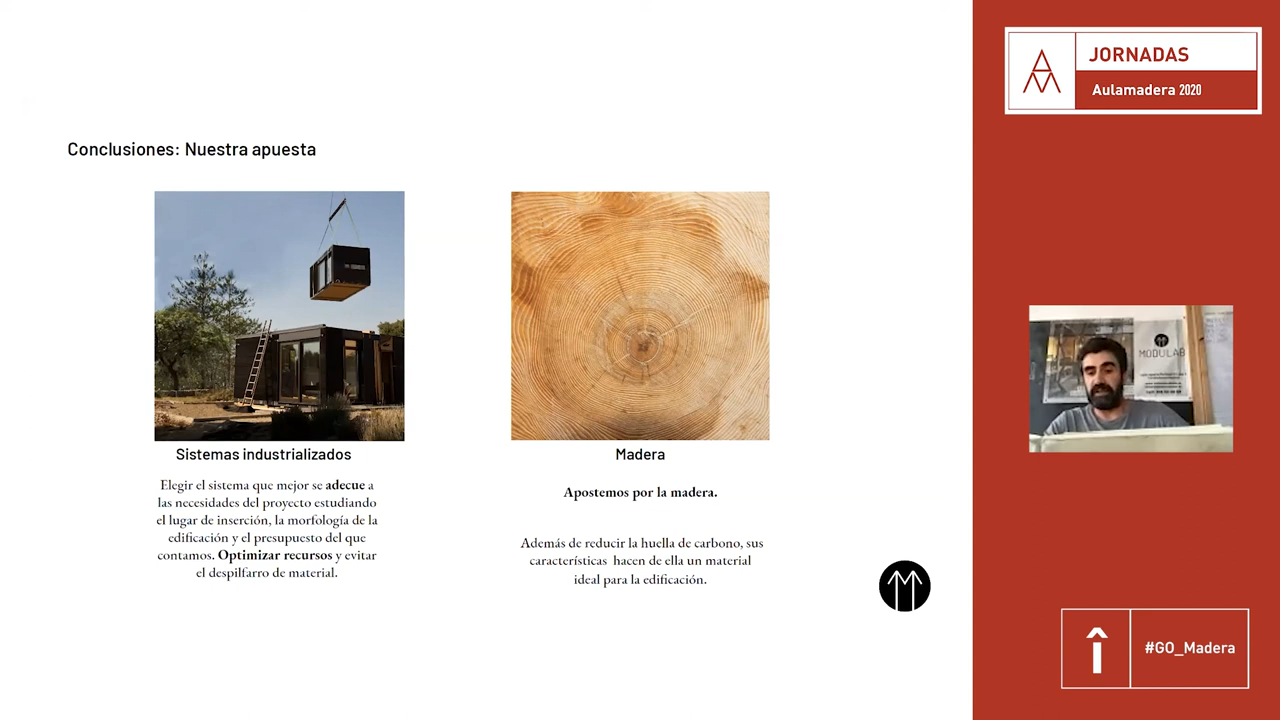 Conclusiones: Nuestra apuesta
Sistemas industrializados
Elegir el sistema que mejor se adecue a
las necesidades del proyecto estudiando
el lugar de inserción, la morfología de la
edificación y el presupuesto del que
contamos. Optimizar recursos y evitar
el despilfarro de material.
Madera
Apostemos por la madera.
Además de reducir la huella de carbono, sus
características hacen de ella un material
ideal para la edificación.
JORNADAS
Aulamadera 2020
MODULAB
#GO_Madera